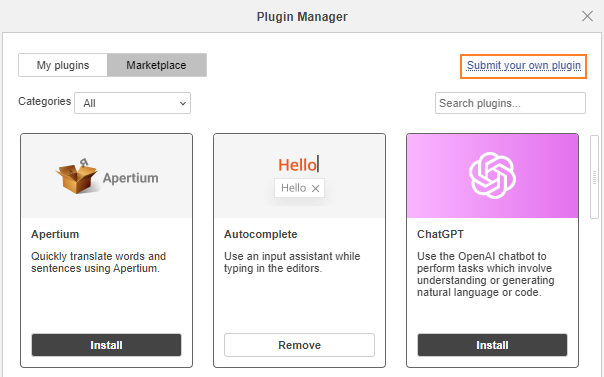 Plugin Manager
My plugins
Marketplace
Submit your own plugin
Categories
All
Search plugins...
Apertium
Apertium
Quickly translate words and
sentences using Apertium.
Install
Hello
Hello
Autocomplete
Use an input assistant while
typing in the editors.
Remove
ChatGPT
Use the OpenAI chatbot to
perform tasks which involve
understanding or generating
natural language or code.
Install